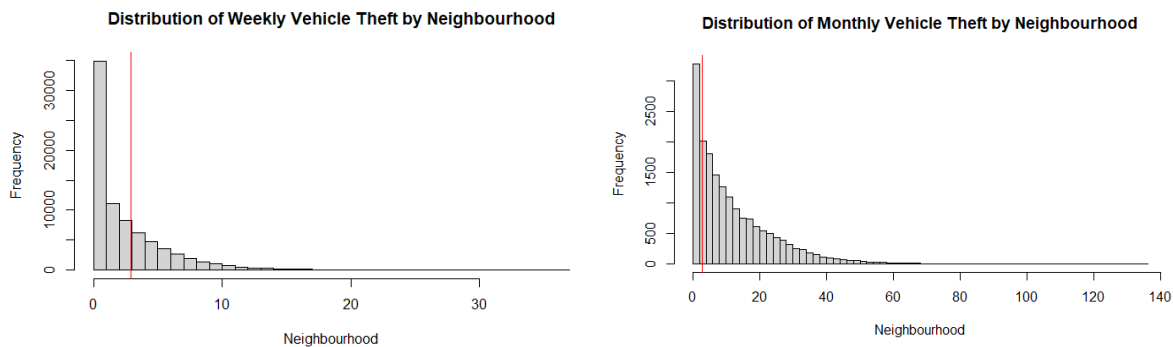 Distribution of Weekly Vehicle Theft by Neighbourhood
Frequency
0
10000
20000
30000
0 10 20 30
Neighbourhood
Distribution of Monthly Vehicle Theft by Neighbourhood
Frequency
0
500
1500
2500
0 20 40 60 80 100 120 140
Neighbourhood